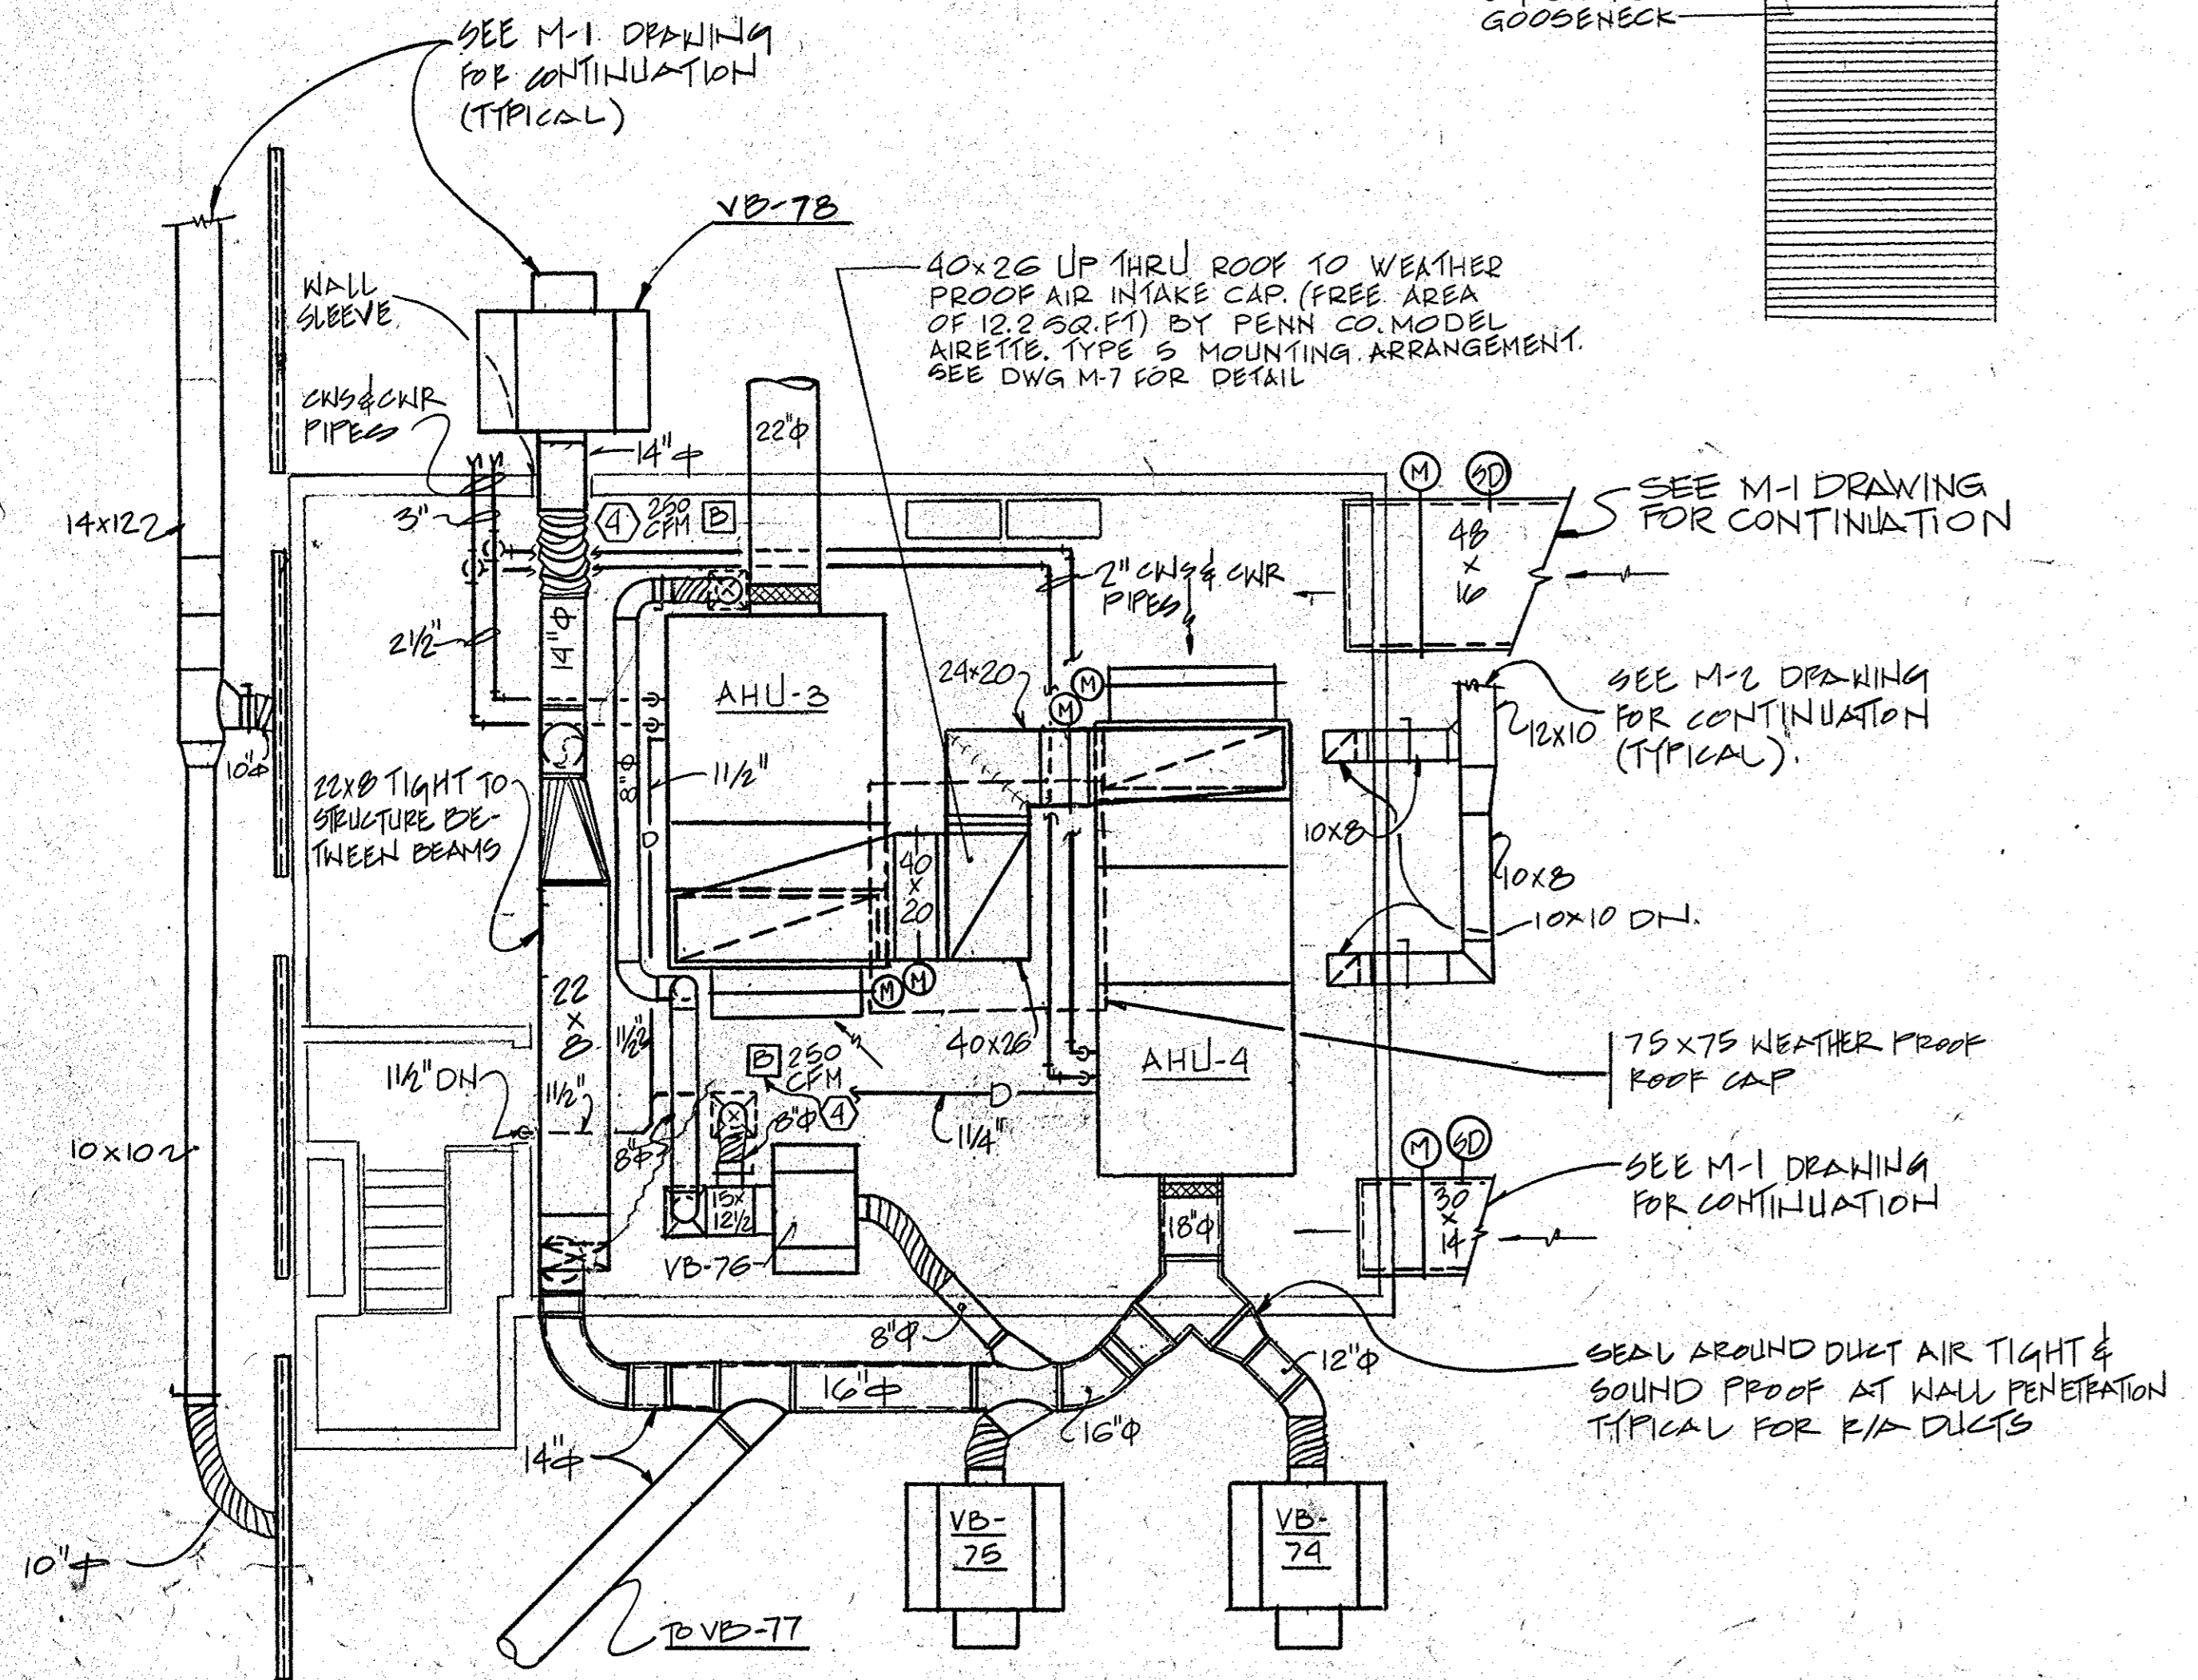 GOOSENECK
SEE M-1 DRAWING
FOR CONTINUATION
(TYPICAL)
VB-78
WALL
SLEEVE
40x26 UP THRU ROOF TO WEATHER
PROOF AIR INTAKE CAP. (FREE AREA
OF 12.2 SQ.FT) BY PENN CO. MODEL
AIRETTE. TYPE S MOUNTING ARRANGEMENT.
SEE DWG M-7 FOR DETAIL
CWS & CWR
PIPES
14"φ
22"φ
14x12
3"
4
250
CFM
B
M
SD
SEE M-1 DRAWING
FOR CONTINUATION
48
x
16
2" CWS & CWR
PIPES
2 1/2"
14"φ
AHU-3
24x20
M
M
SEE M-2 DRAWING
FOR CONTINUATION
(TYPICAL).
12x10
10"φ
8"φ
1 1/2"
22x8 TIGHT TO
STRUCTURE BE-
TWEEN BEAMS
D
10x8
10x8
40
x
20
10x10 DN.
M
M
22
x
8
1 1/2"
40x26
75x75 WEATHER PROOF
ROOF CAP
B
250
CFM
4
AHU-4
1 1/2" DN
1 1/2"
D
1 1/4"
8"φ
8"φ
10x10
M
SD
SEE M-1 DRAWING
FOR CONTINUATION
30
x
14
15x
12 1/2
18"φ
VB-76
8"φ
12"φ
SEAL AROUND DUCT AIR TIGHT &
SOUND PROOF AT WALL PENETRATION
TYPICAL FOR R/A DUCTS
16"φ
16"φ
14"φ
10"φ
VB-
75
VB-
74
TO VB-77